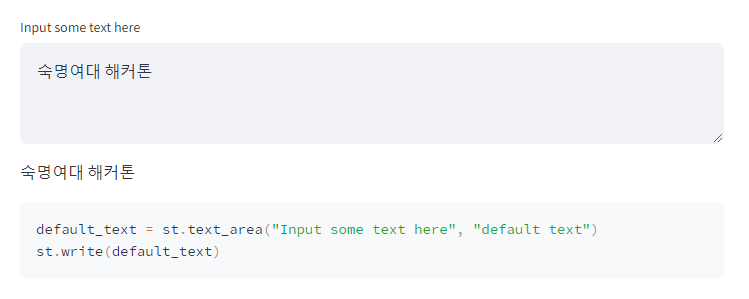 Input some text here
숙명여대 해커톤
숙명여대 해커톤
default_text = st.text_area("Input some text here", "default text")
st.write(default_text)